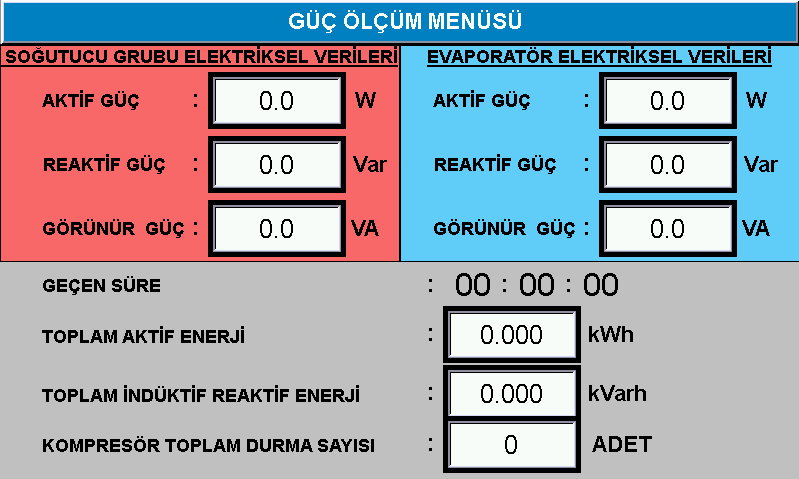 GÜÇ ÖLÇÜM MENÜSÜ
SOĞUTUCU GRUBU ELEKTRİKSEL VERİLERİ
AKTİF GÜÇ : 0.0 W
REAKTİF GÜÇ : 0.0 Var
GÖRÜNÜR GÜÇ : 0.0 VA
EVAPORATÖR ELEKTRİKSEL VERİLERİ
AKTİF GÜÇ : 0.0 W
REAKTİF GÜÇ : 0.0 Var
GÖRÜNÜR GÜÇ : 0.0 VA
GEÇEN SÜRE : 00 : 00 : 00
TOPLAM AKTİF ENERJİ : 0.000 kWh
TOPLAM İNDÜKTİF REAKTİF ENERJİ : 0.000 kVarh
KOMPRESÖR TOPLAM DURMA SAYISI : 0 ADET